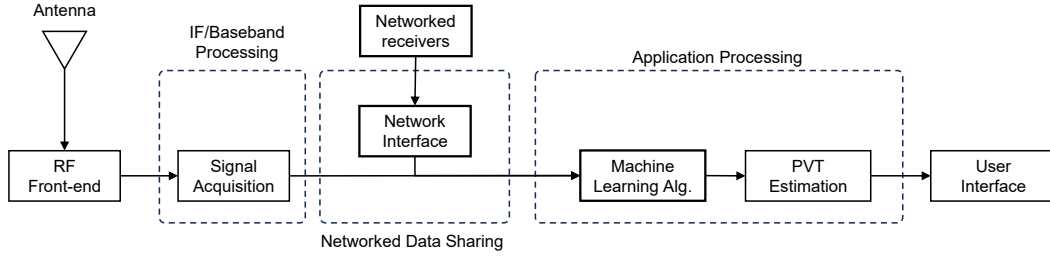 Antenna
IF/Baseband
Processing
Networked
receivers
Application Processing
Network
Interface
RF
Front-end
Signal
Acquisition
Machine
Learning Alg.
PVT
Estimation
User
Interface
Networked Data Sharing